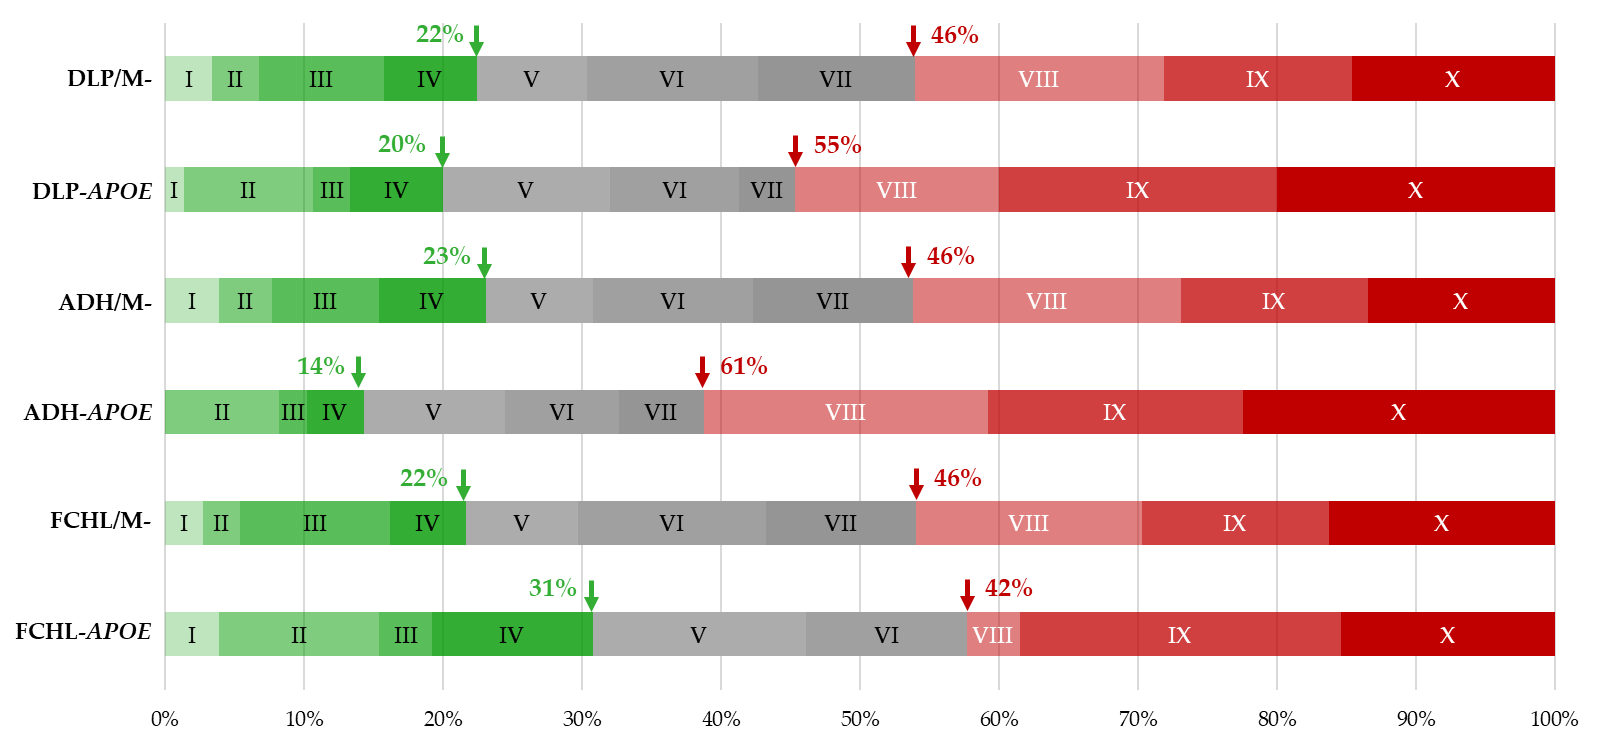 22% 46%
DLP/M- I II III IV V VI VII VIII IX X
20% 55%
DLP-APOE I II III IV V VI VII VIII IX X
23% 46%
ADH/M- I II III IV V VI VII VIII IX X
14% 61%
ADH-APOE II III IV V VI VII VIII IX X
22% 46%
FCHL/M- I II III IV V VI VII VIII IX X
31% 42%
FCHL-APOE I II III IV V VI VIII IX X
0% 10% 20% 30% 40% 50% 60% 70% 80% 90% 100%